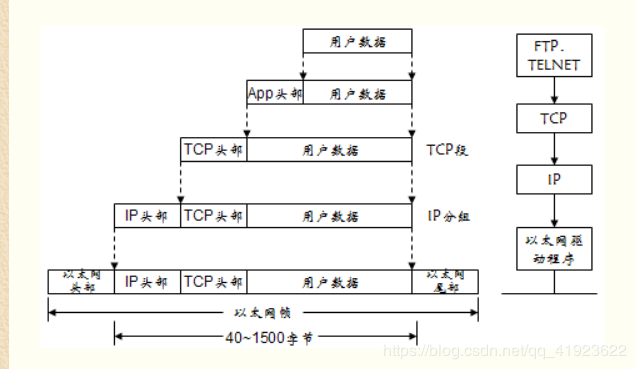 用户数据
App头部 用户数据
TCP头部 用户数据 TCP段
IP头部 TCP头部 用户数据 IP分组
以太网头部 IP头部 TCP头部 用户数据 以太网尾部
以太网帧
40~1500字节
FTP.
TELNET
TCP
IP
以太网驱
动程序
https://blog.csdn.net/qq_41923622